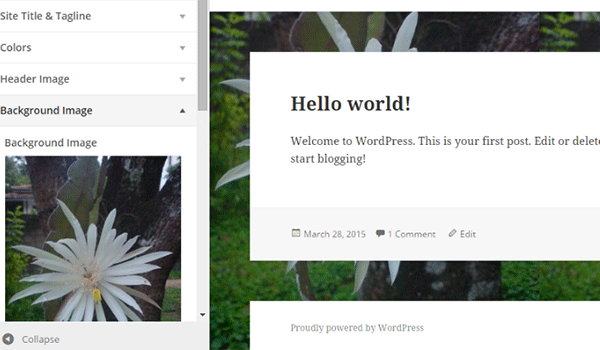 Site Title & Tagline
Colors
Header Image
Background Image
Background Image
Collapse
Hello world!
Welcome to WordPress. This is your first post. Edit or delete
start blogging!
March 28, 2015 1 Comment Edit
Proudly powered by WordPress